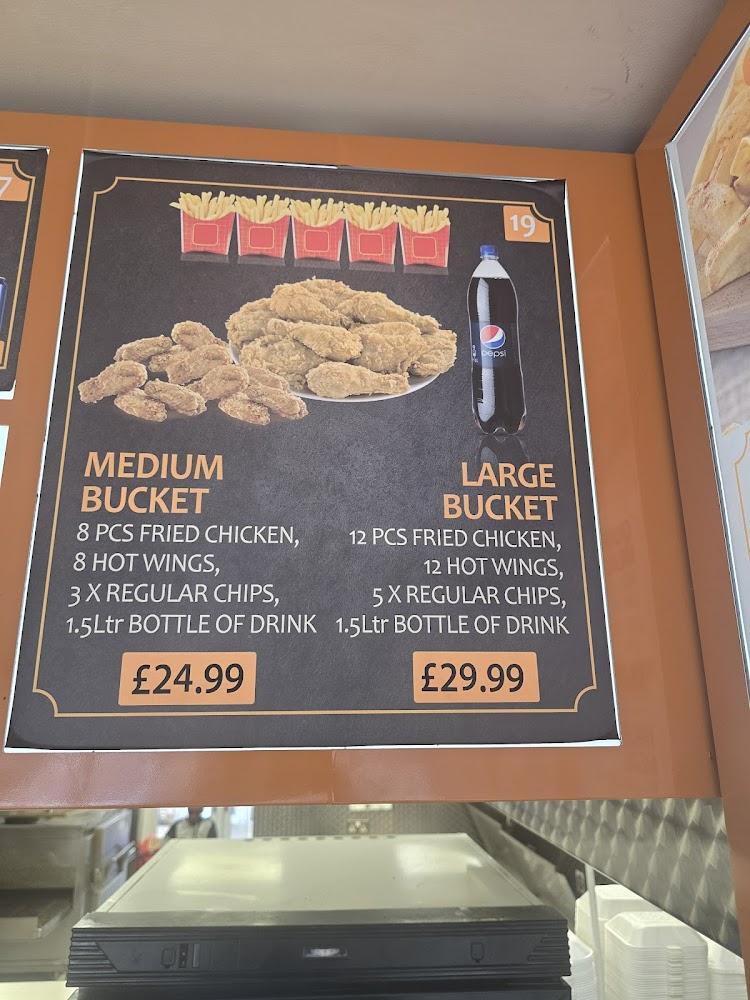 7
19
pepsi
MEDIUM
BUCKET
8 PCS FRIED CHICKEN,
8 HOT WINGS,
3 X REGULAR CHIPS,
1.5Ltr BOTTLE OF DRINK
£24.99
LARGE
BUCKET
12 PCS FRIED CHICKEN,
12 HOT WINGS,
5 X REGULAR CHIPS,
1.5Ltr BOTTLE OF DRINK
£29.99